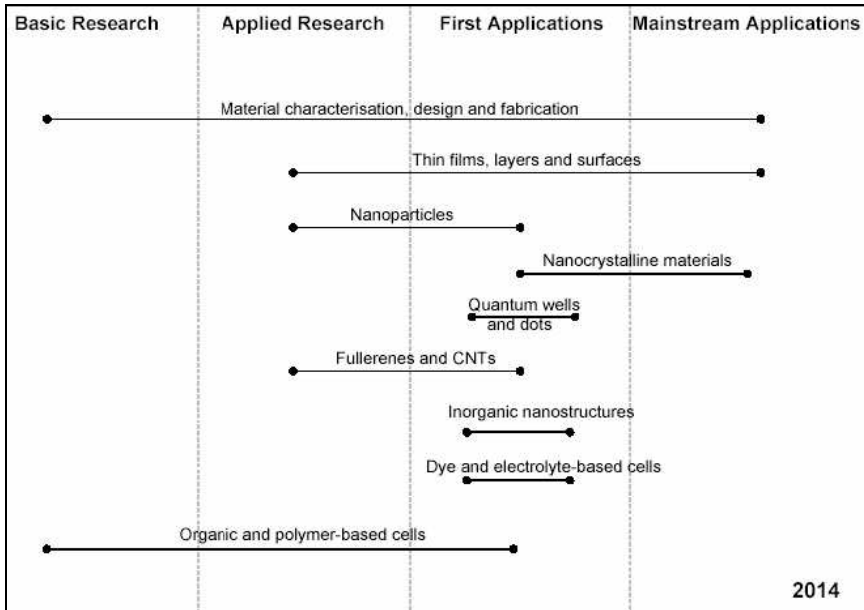 Basic Research Applied Research First Applications Mainstream Applications
Material characterisation, design and fabrication
Thin films, layers and surfaces
Nanoparticles
Nanocrystalline materials
Quantum wells
and dots
Fullerenes and CNTs
Inorganic nanostructures
Dye and electrolyte-based cells
Organic and polymer-based cells
2014